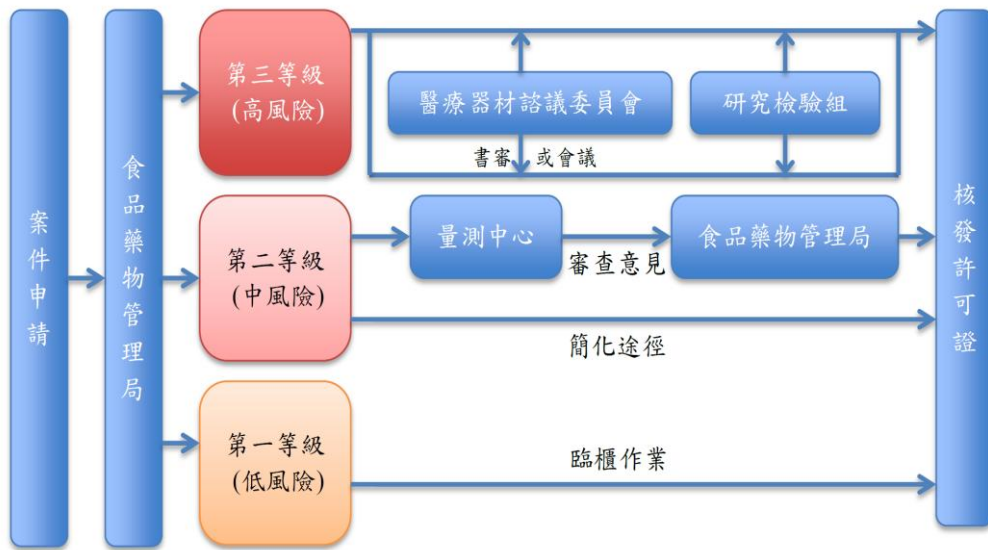 案件申請
食品藥物管理局
第三等級
(高風險)
醫療器材諮議委員會
研究檢驗組
書審 或會議
第二等級
(中風險)
量測中心
審查意見
食品藥物管理局
簡化途徑
第一等級
(低風險)
臨櫃作業
核發許可證